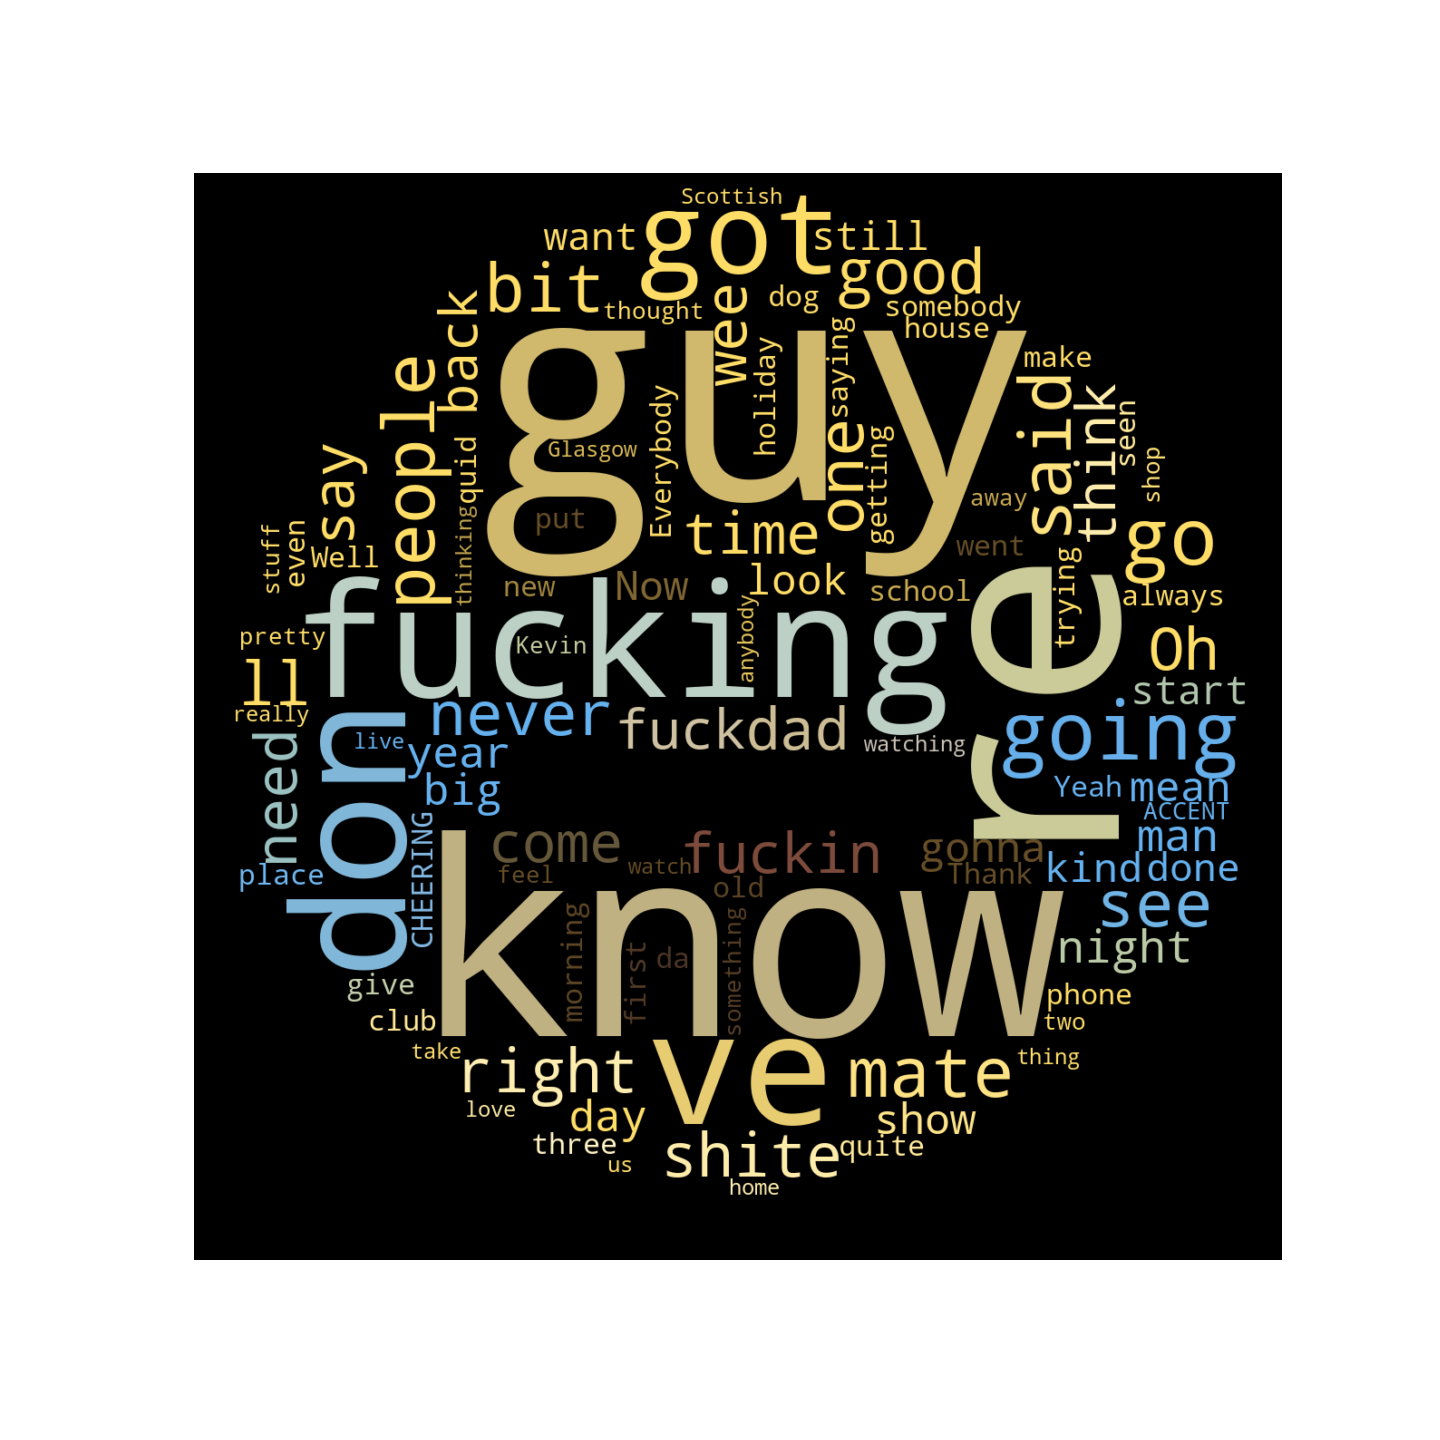 Scottish
got
want
still
good
bit
wee
dog
somebody
thought
house
back
guy
saying
holiday
make
people
said
think
Everybody
seen
one
Glasgow
getting
say
quid
shop
away
put
time
thinking
go
went
stuff
even
Well
look
new
Now
school
trying
always
fucking
re
anybody
pretty
Kevin
Oh
ll
start
really
never
fuck
dad
going
don
live
watching
year
need
big
Yeah
mean
ACCENT
CHEERING
come
fuckin
gonna
man
know
feel
watch
Thank
kind
done
place
old
see
morning
first
da
something
night
give
phone
club
two
ve
take
right
mate
thing
love
day
show
three
shite
quite
us
home